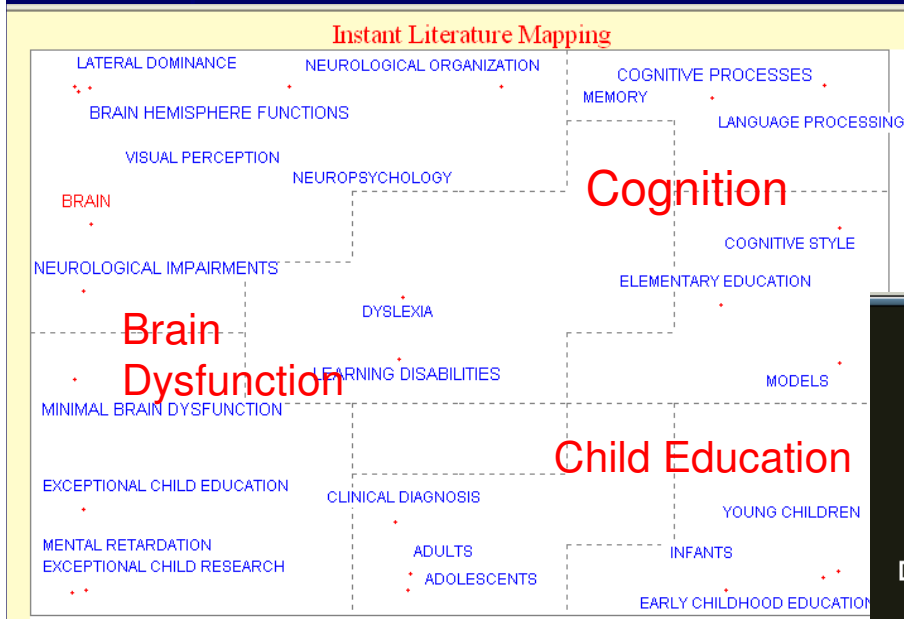 Instant Literature Mapping
LATERAL DOMINANCE
NEUROLOGICAL ORGANIZATION
COGNITIVE PROCESSES
MEMORY
BRAIN HEMISPHERE FUNCTIONS
LANGUAGE PROCESSING
VISUAL PERCEPTION
NEUROPSYCHOLOGY
Cognition
BRAIN
COGNITIVE STYLE
NEUROLOGICAL IMPAIRMENTS
ELEMENTARY EDUCATION
DYSLEXIA
Brain
Dysfunction
LEARNING DISABILITIES
MODELS
MINIMAL BRAIN DYSFUNCTION
Child Education
EXCEPTIONAL CHILD EDUCATION
CLINICAL DIAGNOSIS
YOUNG CHILDREN
MENTAL RETARDATION
ADULTS
INFANTS
EXCEPTIONAL CHILD RESEARCH
ADOLESCENTS
EARLY CHILDHOOD EDUCATION